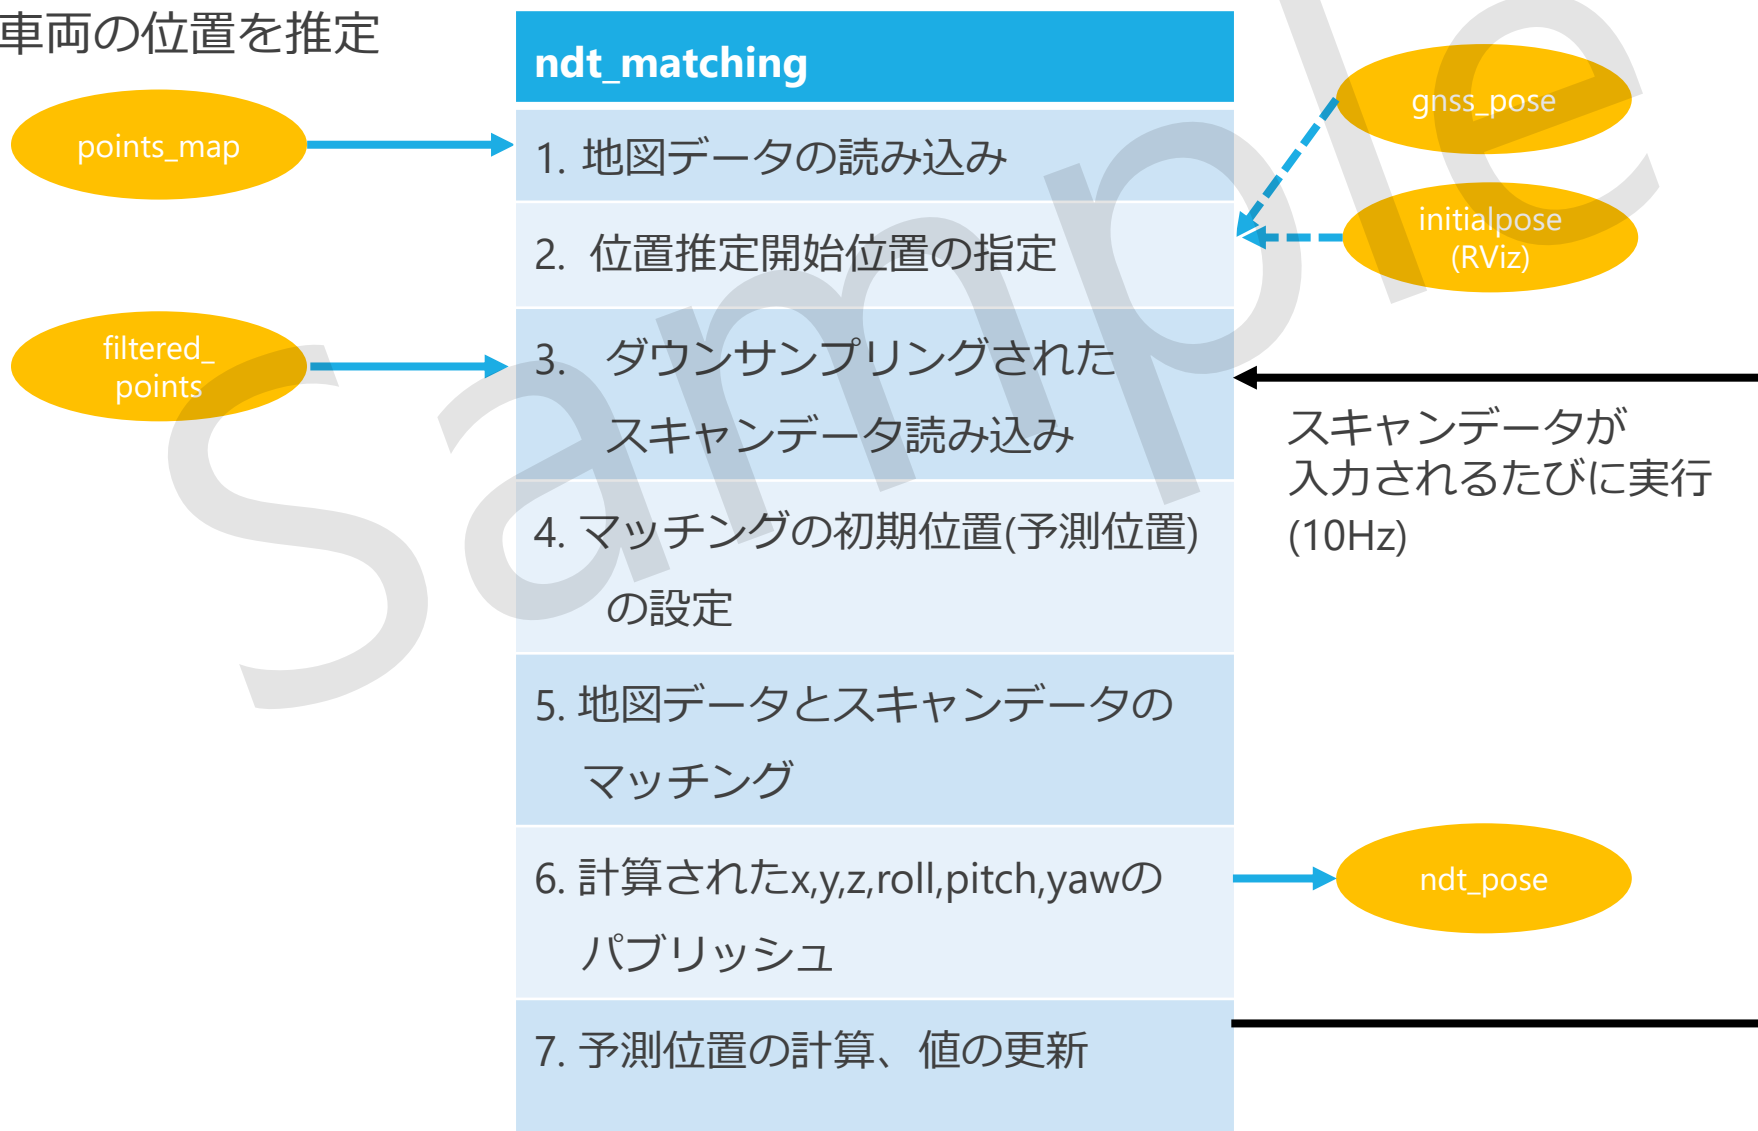 車両の位置を推定
ndt_matching
points_map
1. 地図データの読み込み
gnss_pose
2. 位置推定開始位置の指定
initialpose
(RViz)
filtered_
points
3. ダウンサンプリングされた
スキャンデータ読み込み
スキャンデータが
入力されるたびに実行
(10Hz)
4. マッチングの初期位置(予測位置)
の設定
5. 地図データとスキャンデータの
マッチング
6. 計算されたx,y,z,roll,pitch,yawの
パブリッシュ
ndt_pose
7. 予測位置の計算、値の更新
Sample